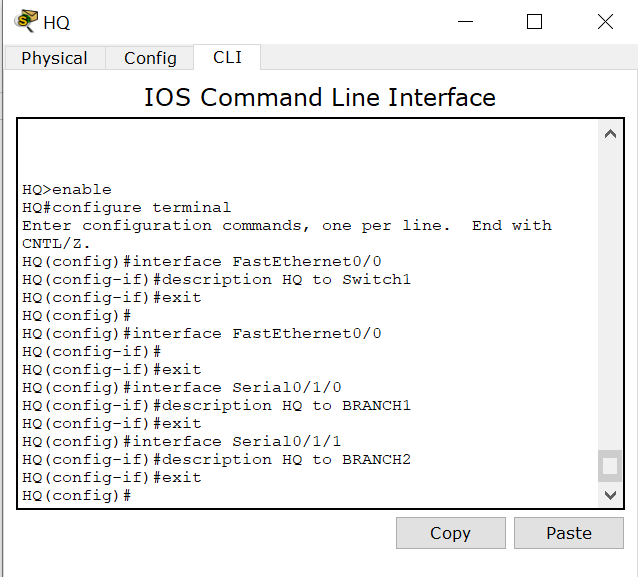 HQ
Physical Config CLI
IOS Command Line Interface
HQ>enable
HQ#configure terminal
Enter configuration commands, one per line.  End with
CNTL/Z.
HQ(config)#interface FastEthernet0/0
HQ(config-if)#description HQ to Switch1
HQ(config-if)#exit
HQ(config)#
HQ(config)#interface FastEthernet0/0
HQ(config-if)#
HQ(config-if)#exit
HQ(config)#interface Serial0/1/0
HQ(config-if)#description HQ to BRANCH1
HQ(config-if)#exit
HQ(config)#interface Serial0/1/1
HQ(config-if)#description HQ to BRANCH2
HQ(config-if)#exit
HQ(config)#
Copy Paste